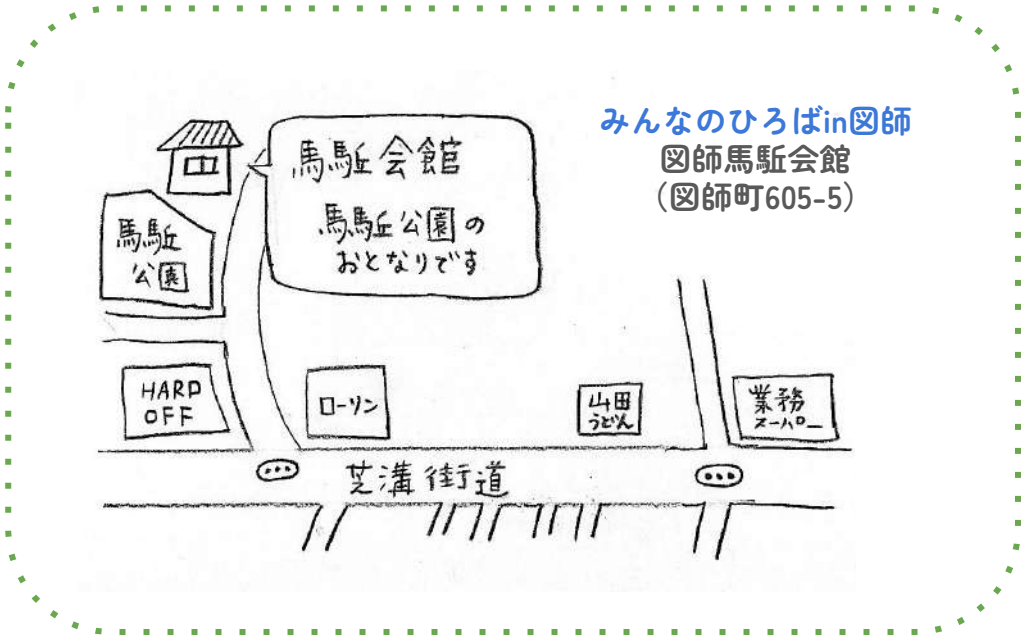 みんなのひろばin図師
図師馬駈会館
（図師町605-5）
馬駈会館
馬駈公園の
おとなりです
馬駈
公園
HARD
OFF
ローソン
山田
うどん
業務
スーパー
芝溝街道